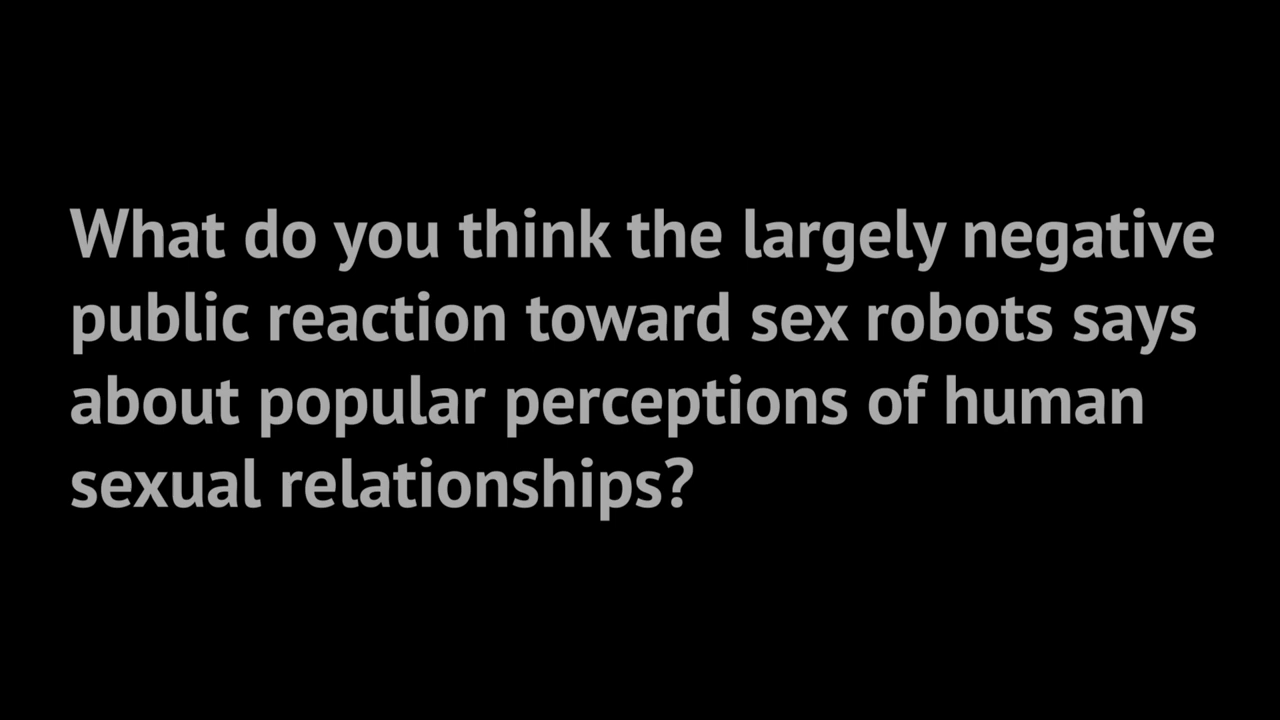 What do you think the largely negative
public reaction toward sex robots says
about popular perceptions of human
sexual relationships?